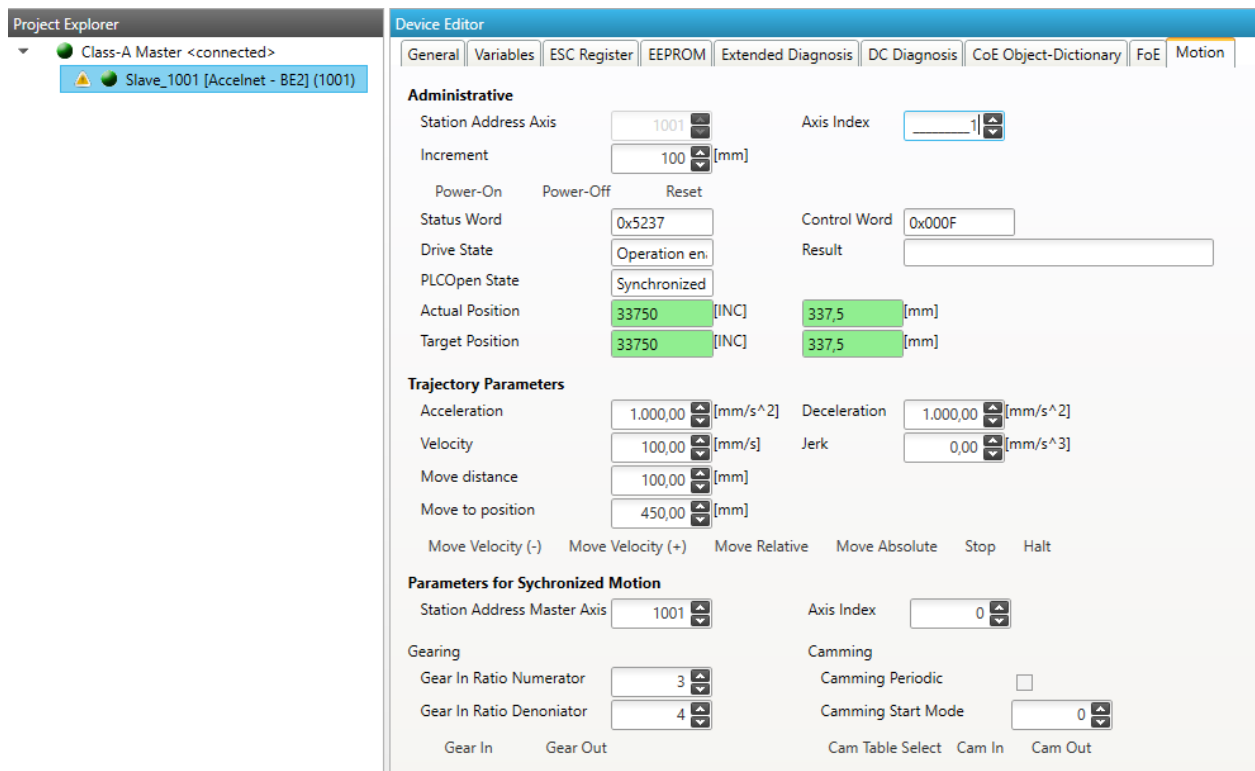 Project Explorer
Class-A Master <connected>
Slave_1001 [Accelnet - BE2] (1001)
Device Editor
General Variables ESC Register EEPROM Extended Diagnosis DC Diagnosis CoE Object-Dictionary FoE Motion
Administrative
Station Address Axis 1001 Axis Index _________1
Increment 100 [mm]
Power-On Power-Off Reset
Status Word 0x5237 Control Word 0x000F
Drive State Operation en Result
PLCOpen State Synchronized
Actual Position 33750 [INC] 337,5 [mm]
Target Position 33750 [INC] 337,5 [mm]
Trajectory Parameters
Acceleration 1.000,00 [mm/s^2] Deceleration 1.000,00 [mm/s^2]
Velocity 100,00 [mm/s] Jerk 0,00 [mm/s^3]
Move distance 100,00 [mm]
Move to position 450,00 [mm]
Move Velocity (-) Move Velocity (+) Move Relative Move Absolute Stop Halt
Parameters for Sychronized Motion
Station Address Master Axis 1001 Axis Index 0
Gearing Camming
Gear In Ratio Numerator 3 Camming Periodic
Gear In Ratio Denoniator 4 Camming Start Mode 0
Gear In Gear Out Cam Table Select Cam In Cam Out